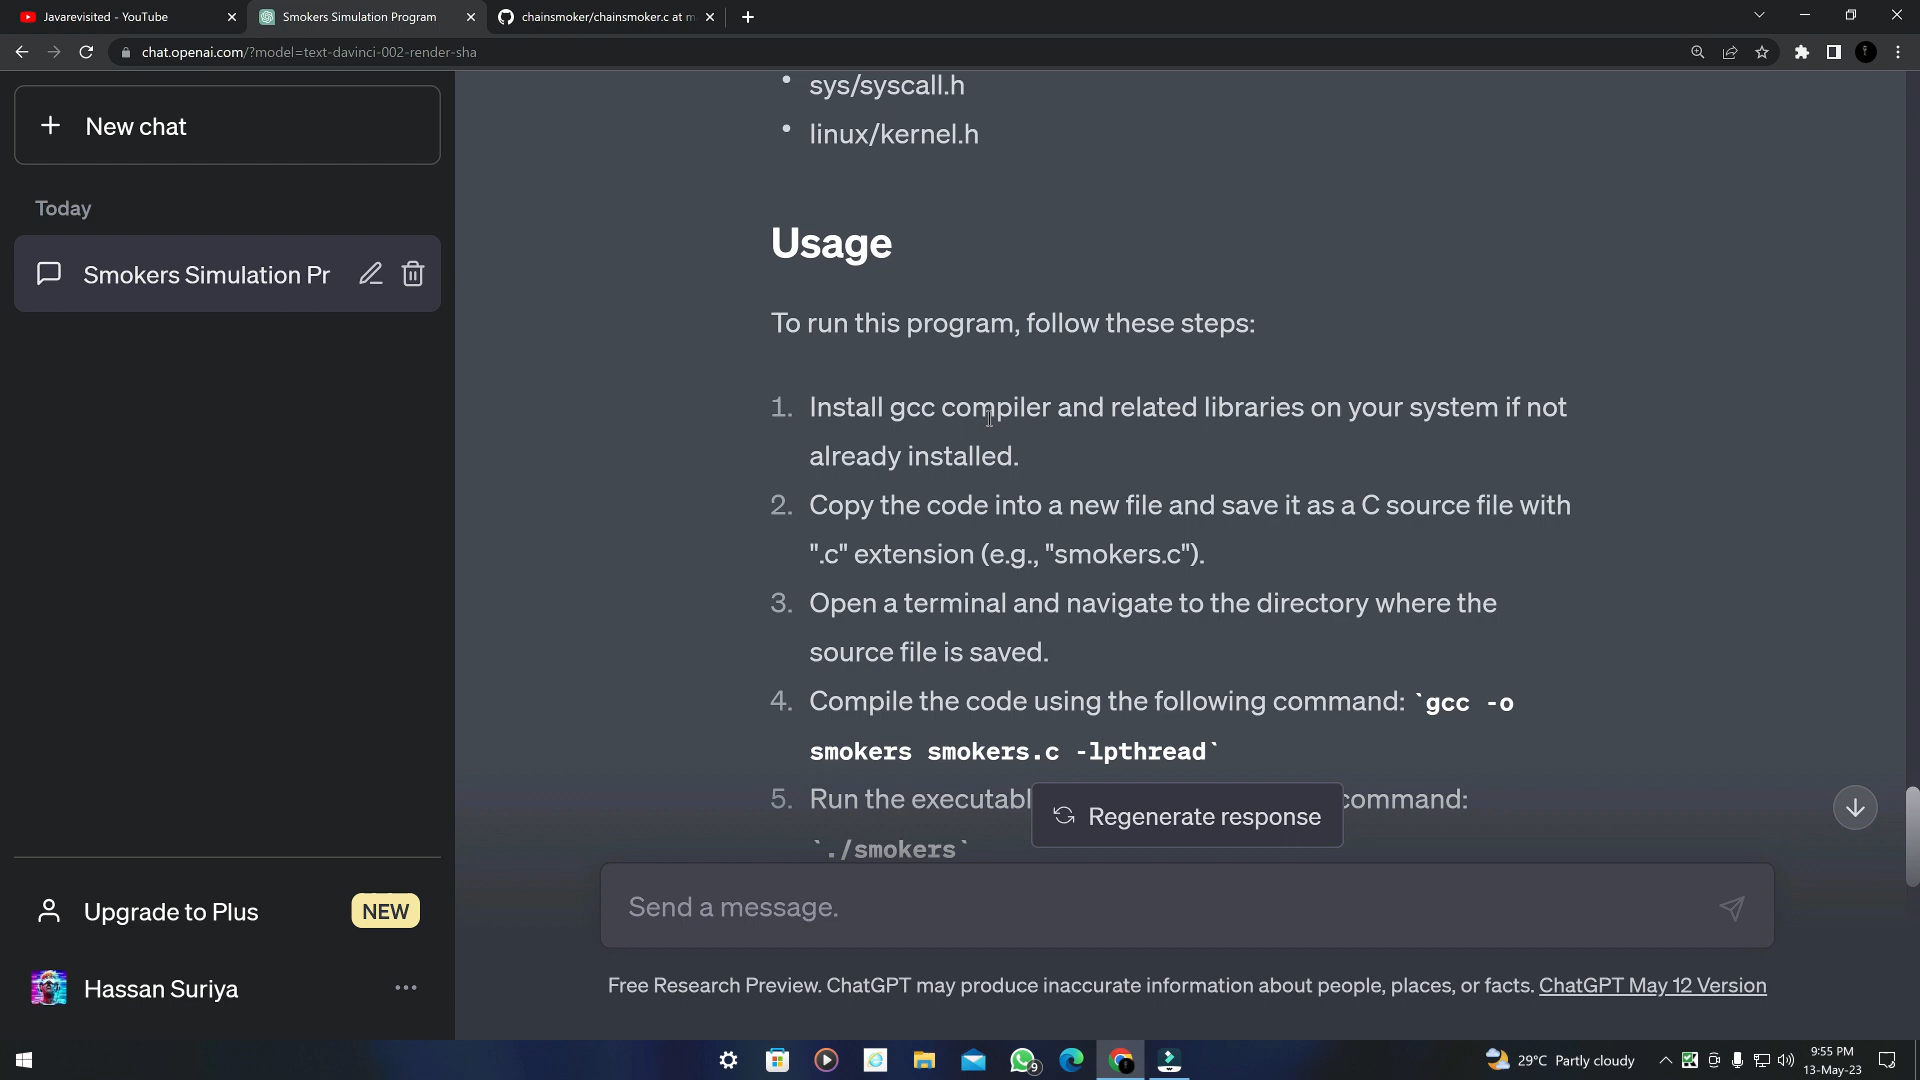 Javarevisited - YouTube
Smokers Simulation Program
chainsmoker/chainsmoker.c at m
chat.openai.com/?model=text-davinci-002-render-sha
New chat
Today
Smokers Simulation Pr
Upgrade to Plus
NEW
Hassan Suriya
sys/syscall.h
linux/kernel.h
Usage
To run this program, follow these steps:
1. Install gcc compiler and related libraries on your system if not
already installed.
2. Copy the code into a new file and save it as a C source file with
".c" extension (e.g., "smokers.c").
3. Open a terminal and navigate to the directory where the
source file is saved.
4. Compile the code using the following command: `gcc -o
smokers smokers.c -lpthread`
5. Run the executabl command:
`./smokers`
Regenerate response
Send a message.
Free Research Preview. ChatGPT may produce inaccurate information about people, places, or facts. ChatGPT May 12 Version
9
29°C Partly cloudy
9:55 PM
13-May-23